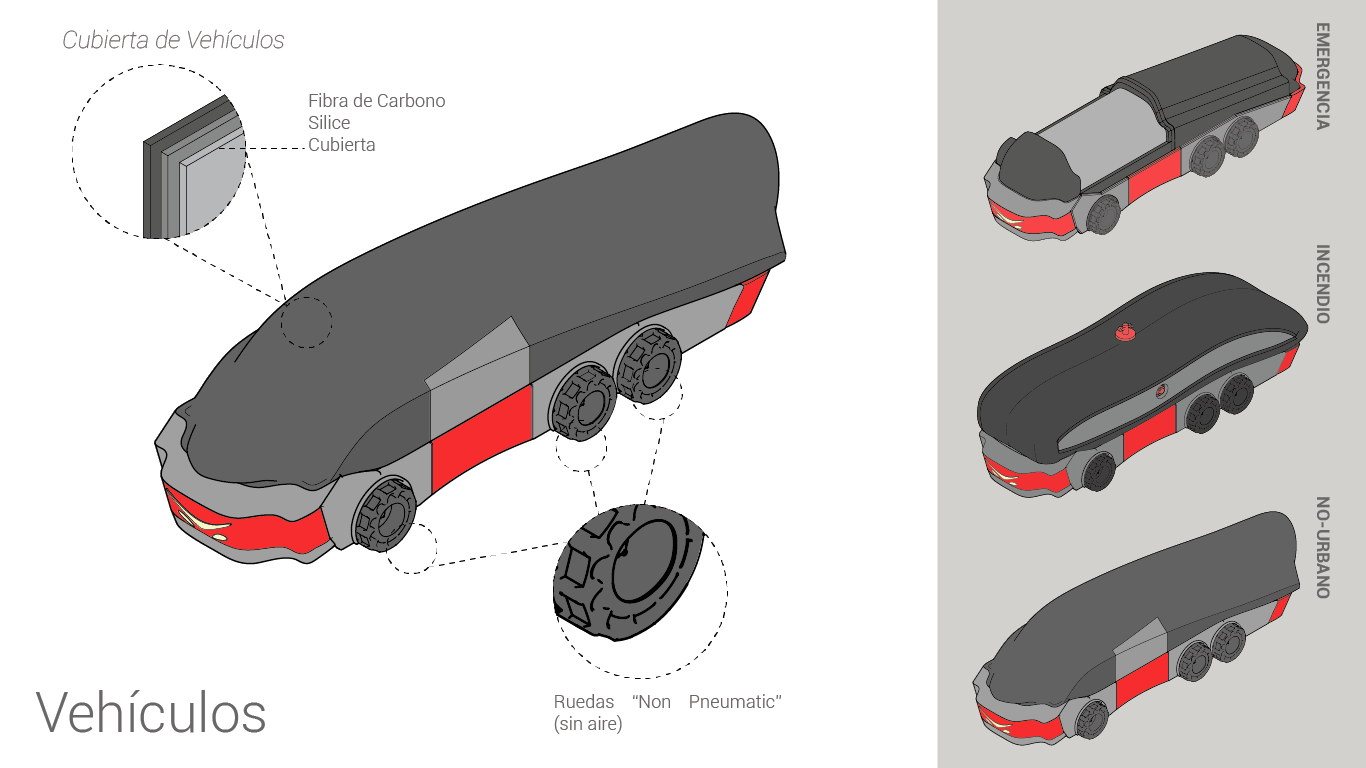 Cubierta de Vehículos
Fibra de Carbono
Silice
Cubierta
Ruedas “Non Pneumatic”
(sin aire)
Vehículos
EMERGENCIA
INCENDIO
NO-URBANO